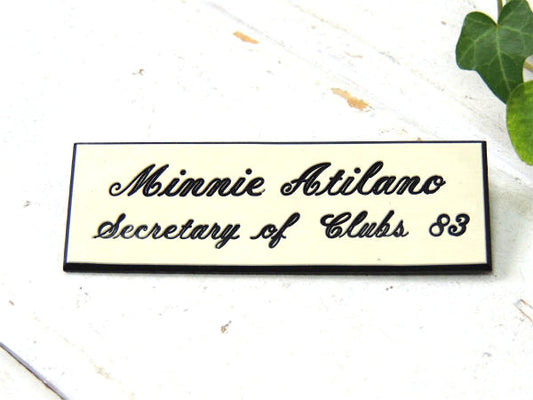 Minnie Atilano
Secretary of Clubs 83